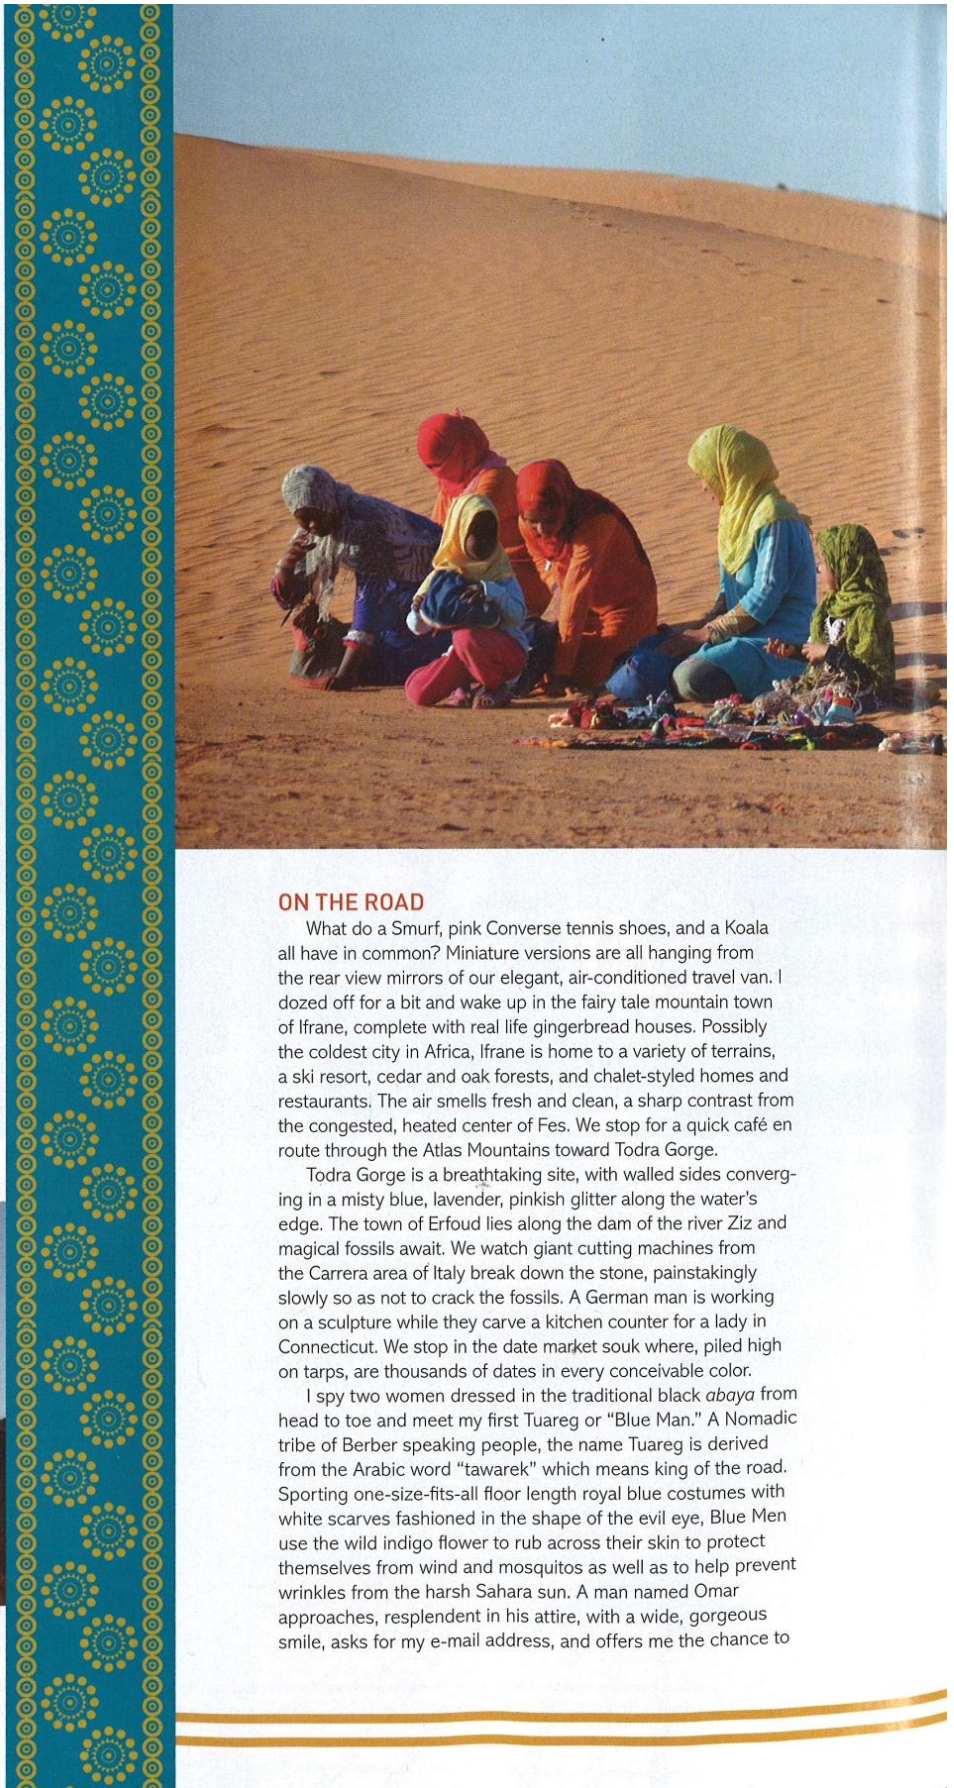 ON THE ROAD
What do a Smurf, pink Converse tennis shoes, and a Koala
all have in common? Miniature versions are all hanging from
the rear view mirrors of our elegant, air-conditioned travel van. I
dozed off for a bit and wake up in the fairy tale mountain town
of Ifrane, complete with real life gingerbread houses. Possibly
the coldest city in Africa, Ifrane is home to a variety of terrains,
a ski resort, cedar and oak forests, and chalet-styled homes and
restaurants. The air smells fresh and clean, a sharp contrast from
the congested, heated center of Fes. We stop for a quick café en
route through the Atlas Mountains toward Todra Gorge.
Todra Gorge is a breathtaking site, with walled sides converg-
ing in a misty blue, lavender, pinkish glitter along the water's
edge. The town of Erfoud lies along the dam of the river Ziz and
magical fossils await. We watch giant cutting machines from
the Carrera area of Italy break down the stone, painstakingly
slowly so as not to crack the fossils. A German man is working
on a sculpture while they carve a kitchen counter for a lady in
Connecticut. We stop in the date market souk where, piled high
on tarps, are thousands of dates in every conceivable color.
I spy two women dressed in the traditional black abaya from
head to toe and meet my first Tuareg or “Blue Man.” A Nomadic
tribe of Berber speaking people, the name Tuareg is derived
from the Arabic word “tawarek” which means king of the road.
Sporting one-size-fits-all floor length royal blue costumes with
white scarves fashioned in the shape of the evil eye, Blue Men
use the wild indigo flower to rub across their skin to protect
themselves from wind and mosquitos as well as to help prevent
wrinkles from the harsh Sahara sun. A man named Omar
approaches, resplendent in his attire, with a wide, gorgeous
smile, asks for my e-mail address, and offers me the chance to